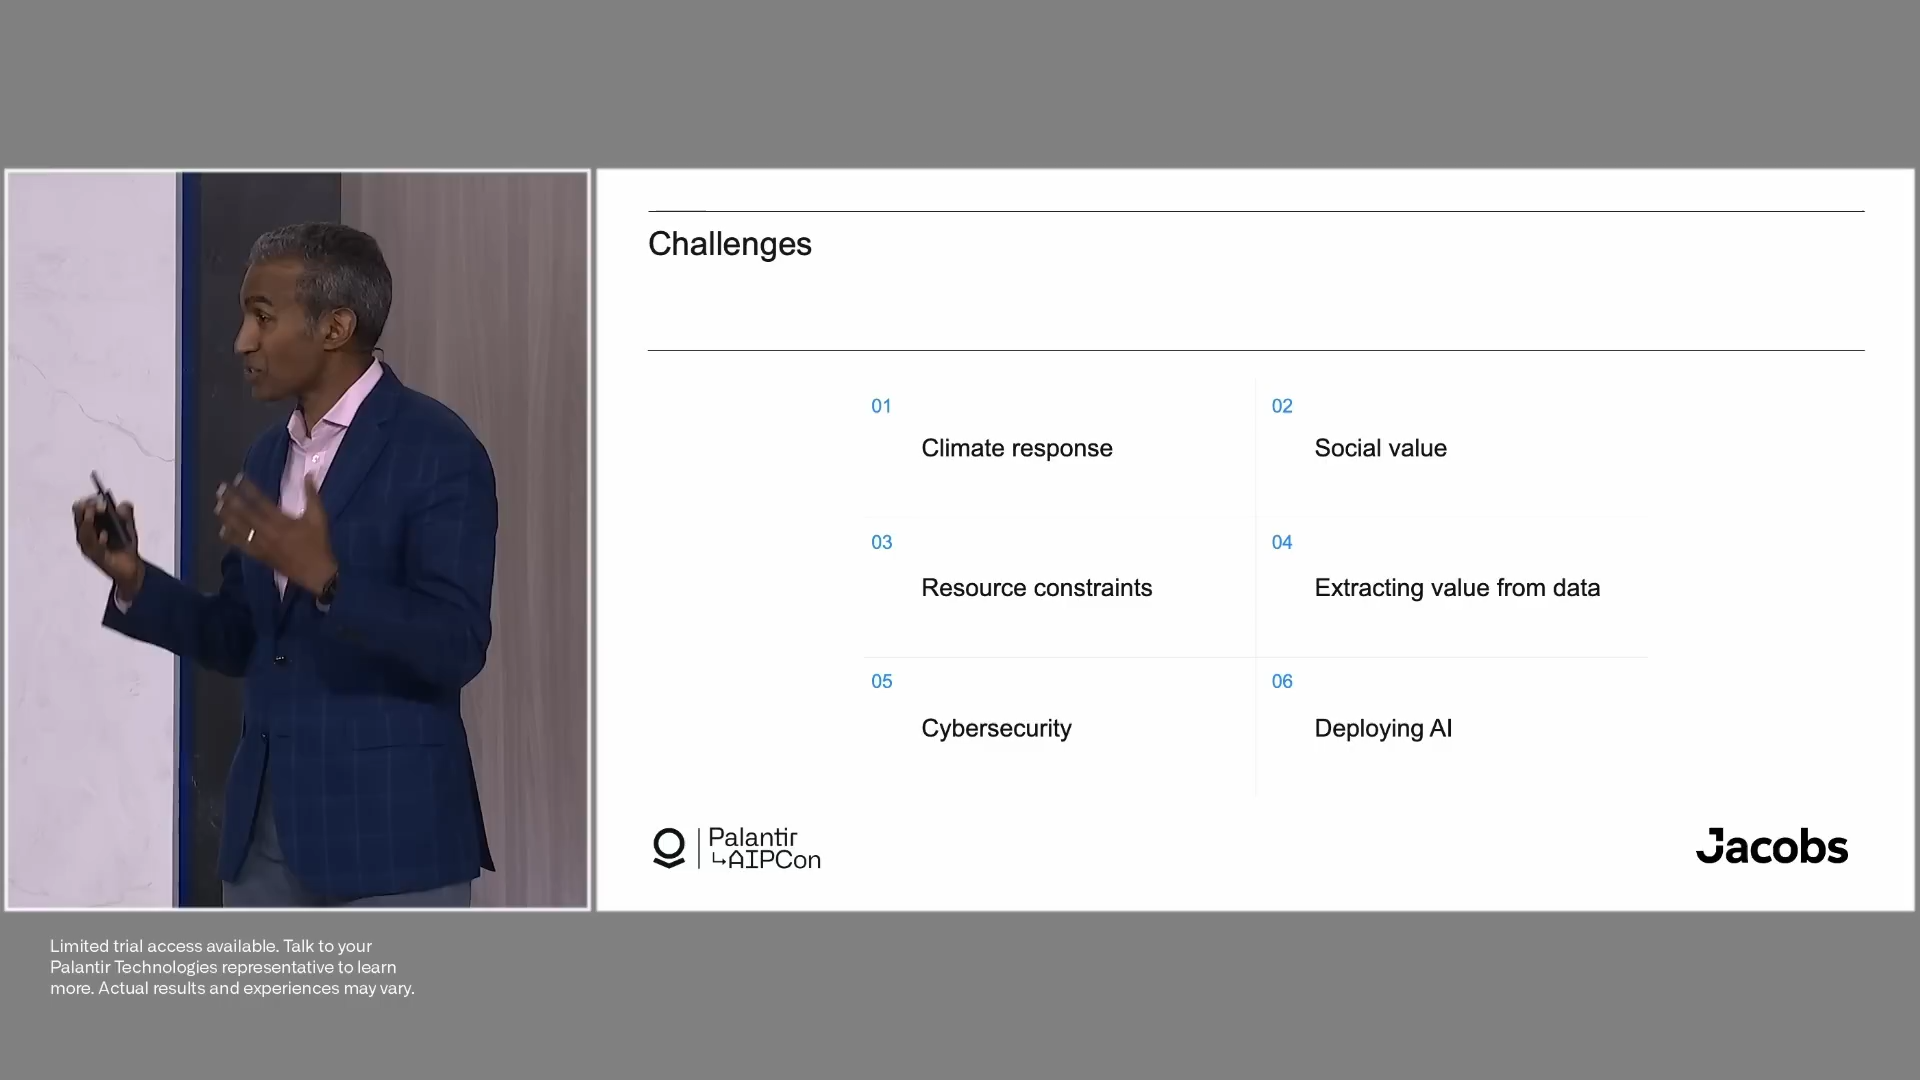 Challenges
01
Climate response
02
Social value
03
Resource constraints
04
Extracting value from data
05
Cybersecurity
06
Deploying AI
Palantir
↳AIPCon
Jacobs
Limited trial access available. Talk to your
Palantir Technologies representative to learn
more. Actual results and experiences may vary.